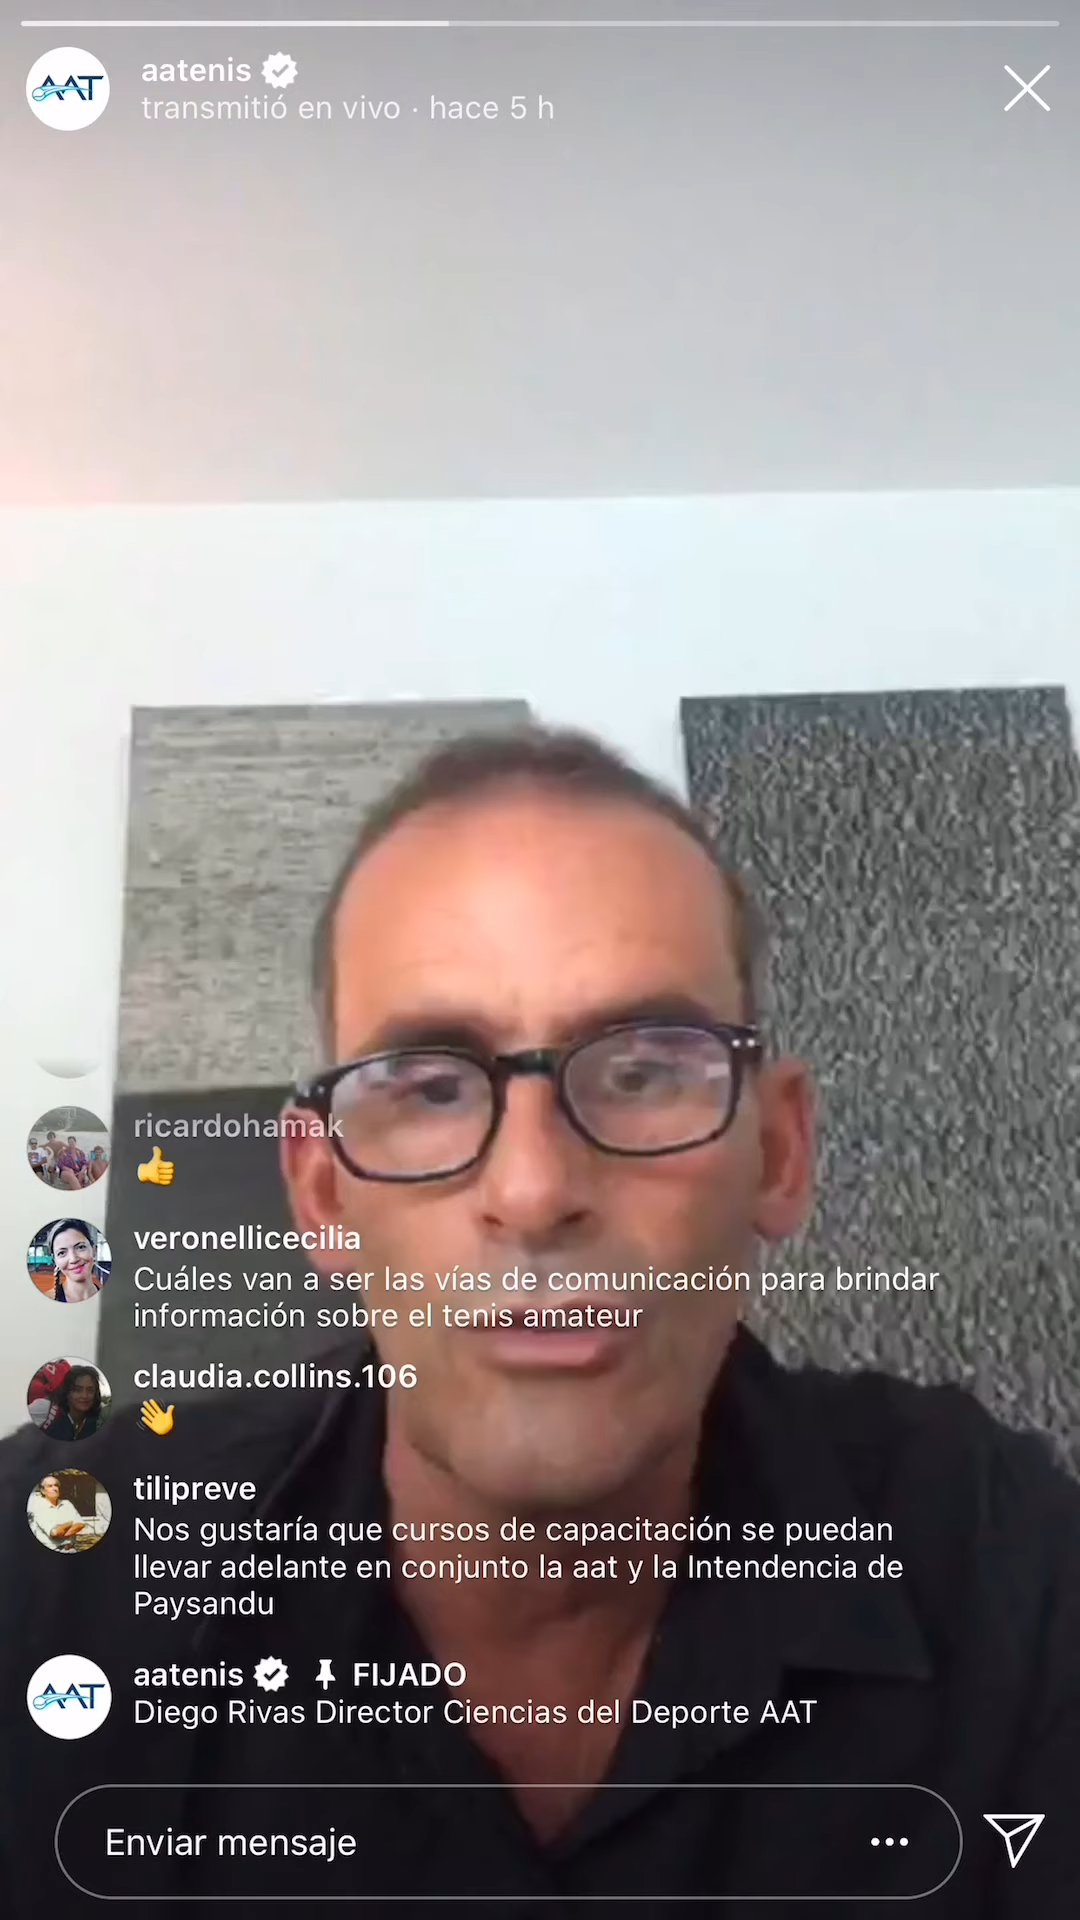 AAT
aatenis
transmitió en vivo · hace 5 h
ricardohamak
👍
veronellicecilia
Cuáles van a ser las vías de comunicación para brindar
información sobre el tenis amateur
claudia.collins.106
👋
tilipreve
Nos gustaría que cursos de capacitación se puedan
llevar adelante en conjunto la aat y la Intendencia de
Paysandu
AAT
aatenis FIJADO
Diego Rivas Director Ciencias del Deporte AAT
Enviar mensaje